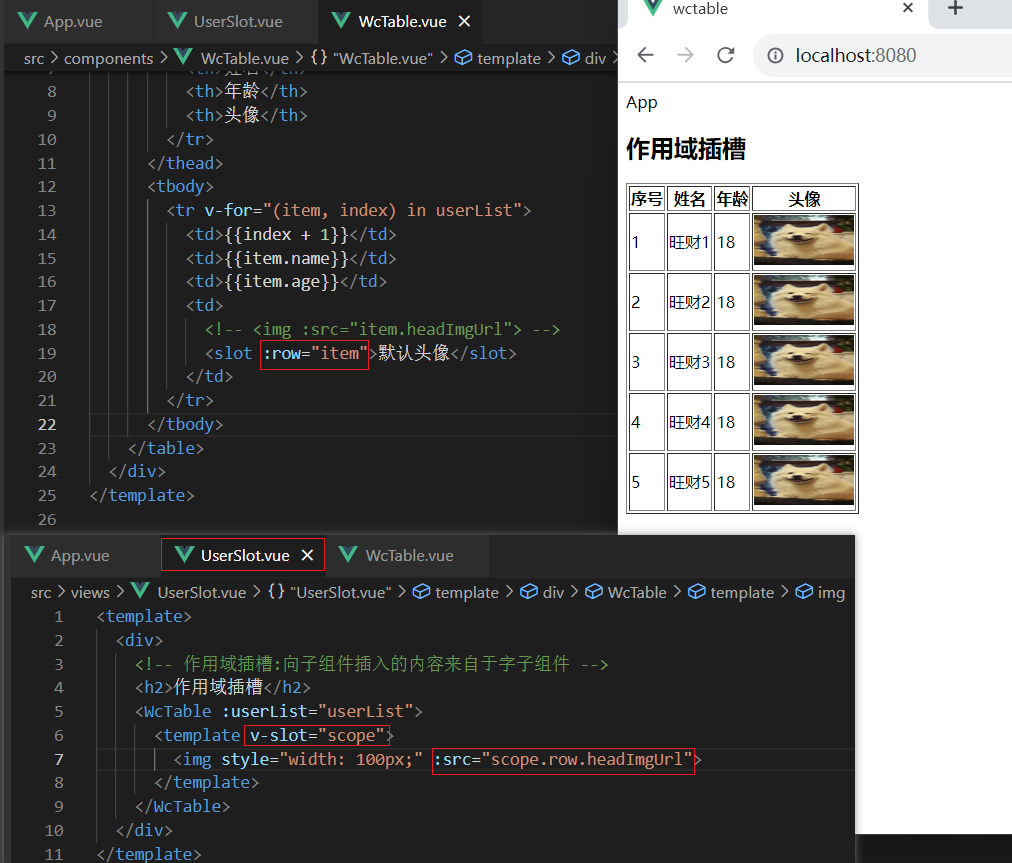 App.vue UserSlot.vue WcTable.vue
src > components > WcTable.vue > {} "WcTable.vue" > template > div >
8 <th>年龄</th>
9 <th>头像</th>
10 </tr>
11 </thead>
12 <tbody>
13 <tr v-for="(item, index) in userList">
14 <td>{{index + 1}}</td>
15 <td>{{item.name}}</td>
16 <td>{{item.age}}</td>
17 <td>
18 <!-- <img :src="item.headImgUrl"> -->
19 <slot :row="item">默认头像</slot>
20 </td>
21 </tr>
22 </tbody>
23 </table>
24 </div>
25 </template>
26
wctable
localhost:8080
App
作用域插槽
序号 姓名 年龄 头像
1 旺财1 18
2 旺财2 18
3 旺财3 18
4 旺财4 18
5 旺财5 18
App.vue UserSlot.vue WcTable.vue
src > views > UserSlot.vue > {} "UserSlot.vue" > template > div > WcTable > template > img
1 <template>
2 <div>
3 <!-- 作用域插槽:向子组件插入的内容来自于字子组件 -->
4 <h2>作用域插槽</h2>
5 <WcTable :userList="userList">
6 <template v-slot="scope">
7 <img style="width: 100px;" :src="scope.row.headImgUrl">
8 </template>
9 </WcTable>
10 </div>
11 </template>